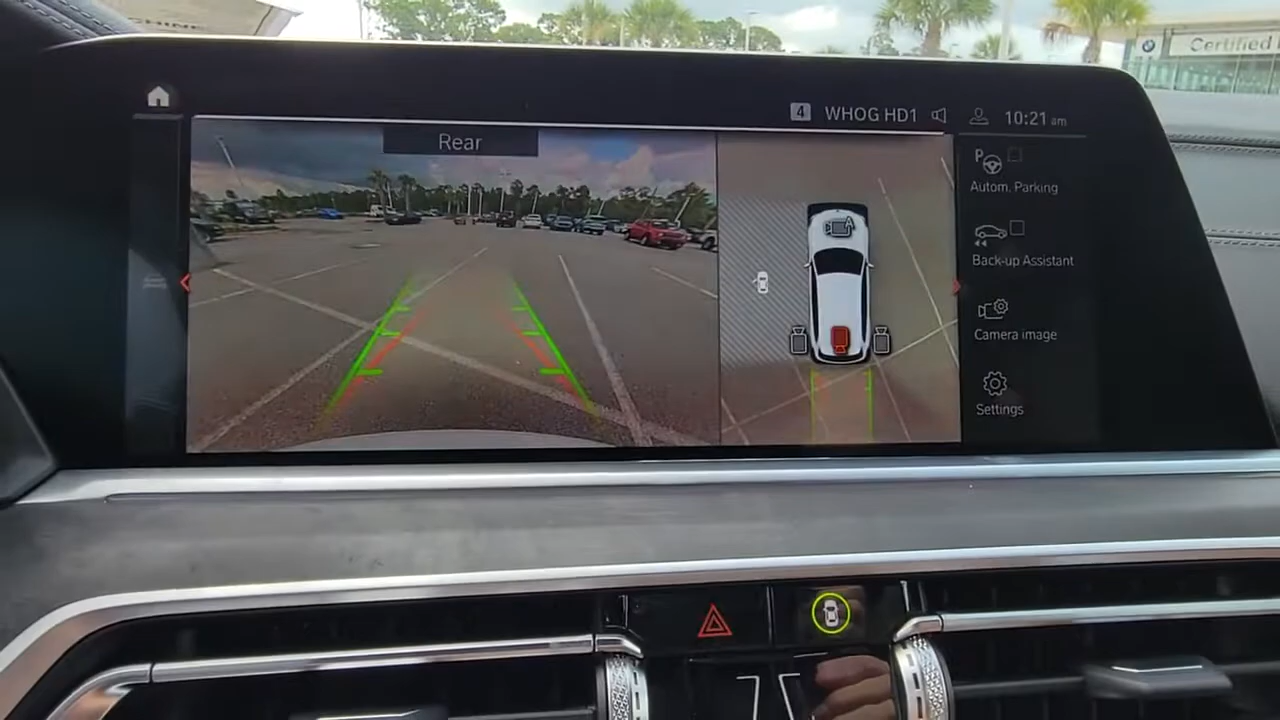 Certified
4 WHOG HD1 10:21 am
Rear
P
Autom. Parking
A
Back-up Assistant
Camera image
Settings